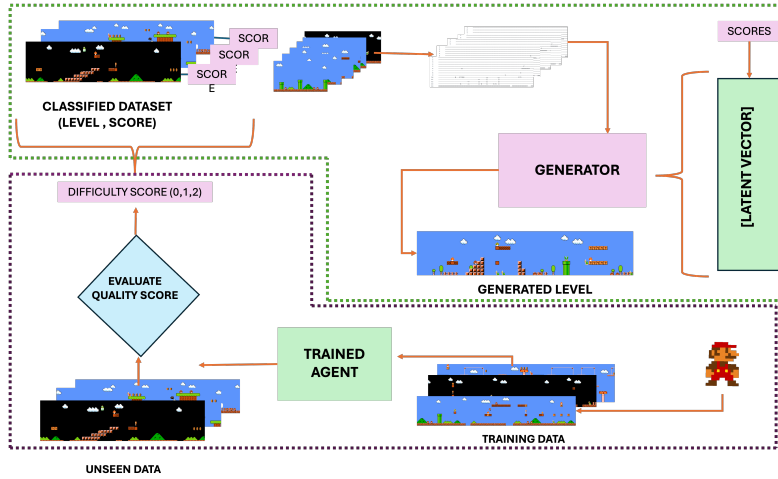 SCOR
SCOR
SCOR
E
SCORES
CLASSIFIED DATASET
(LEVEL , SCORE)
GENERATOR
[LATENT VECTOR]
DIFFICULTY SCORE (0,1,2)
EVALUATE
QUALITY SCORE
GENERATED LEVEL
TRAINED
AGENT
TRAINING DATA
UNSEEN DATA